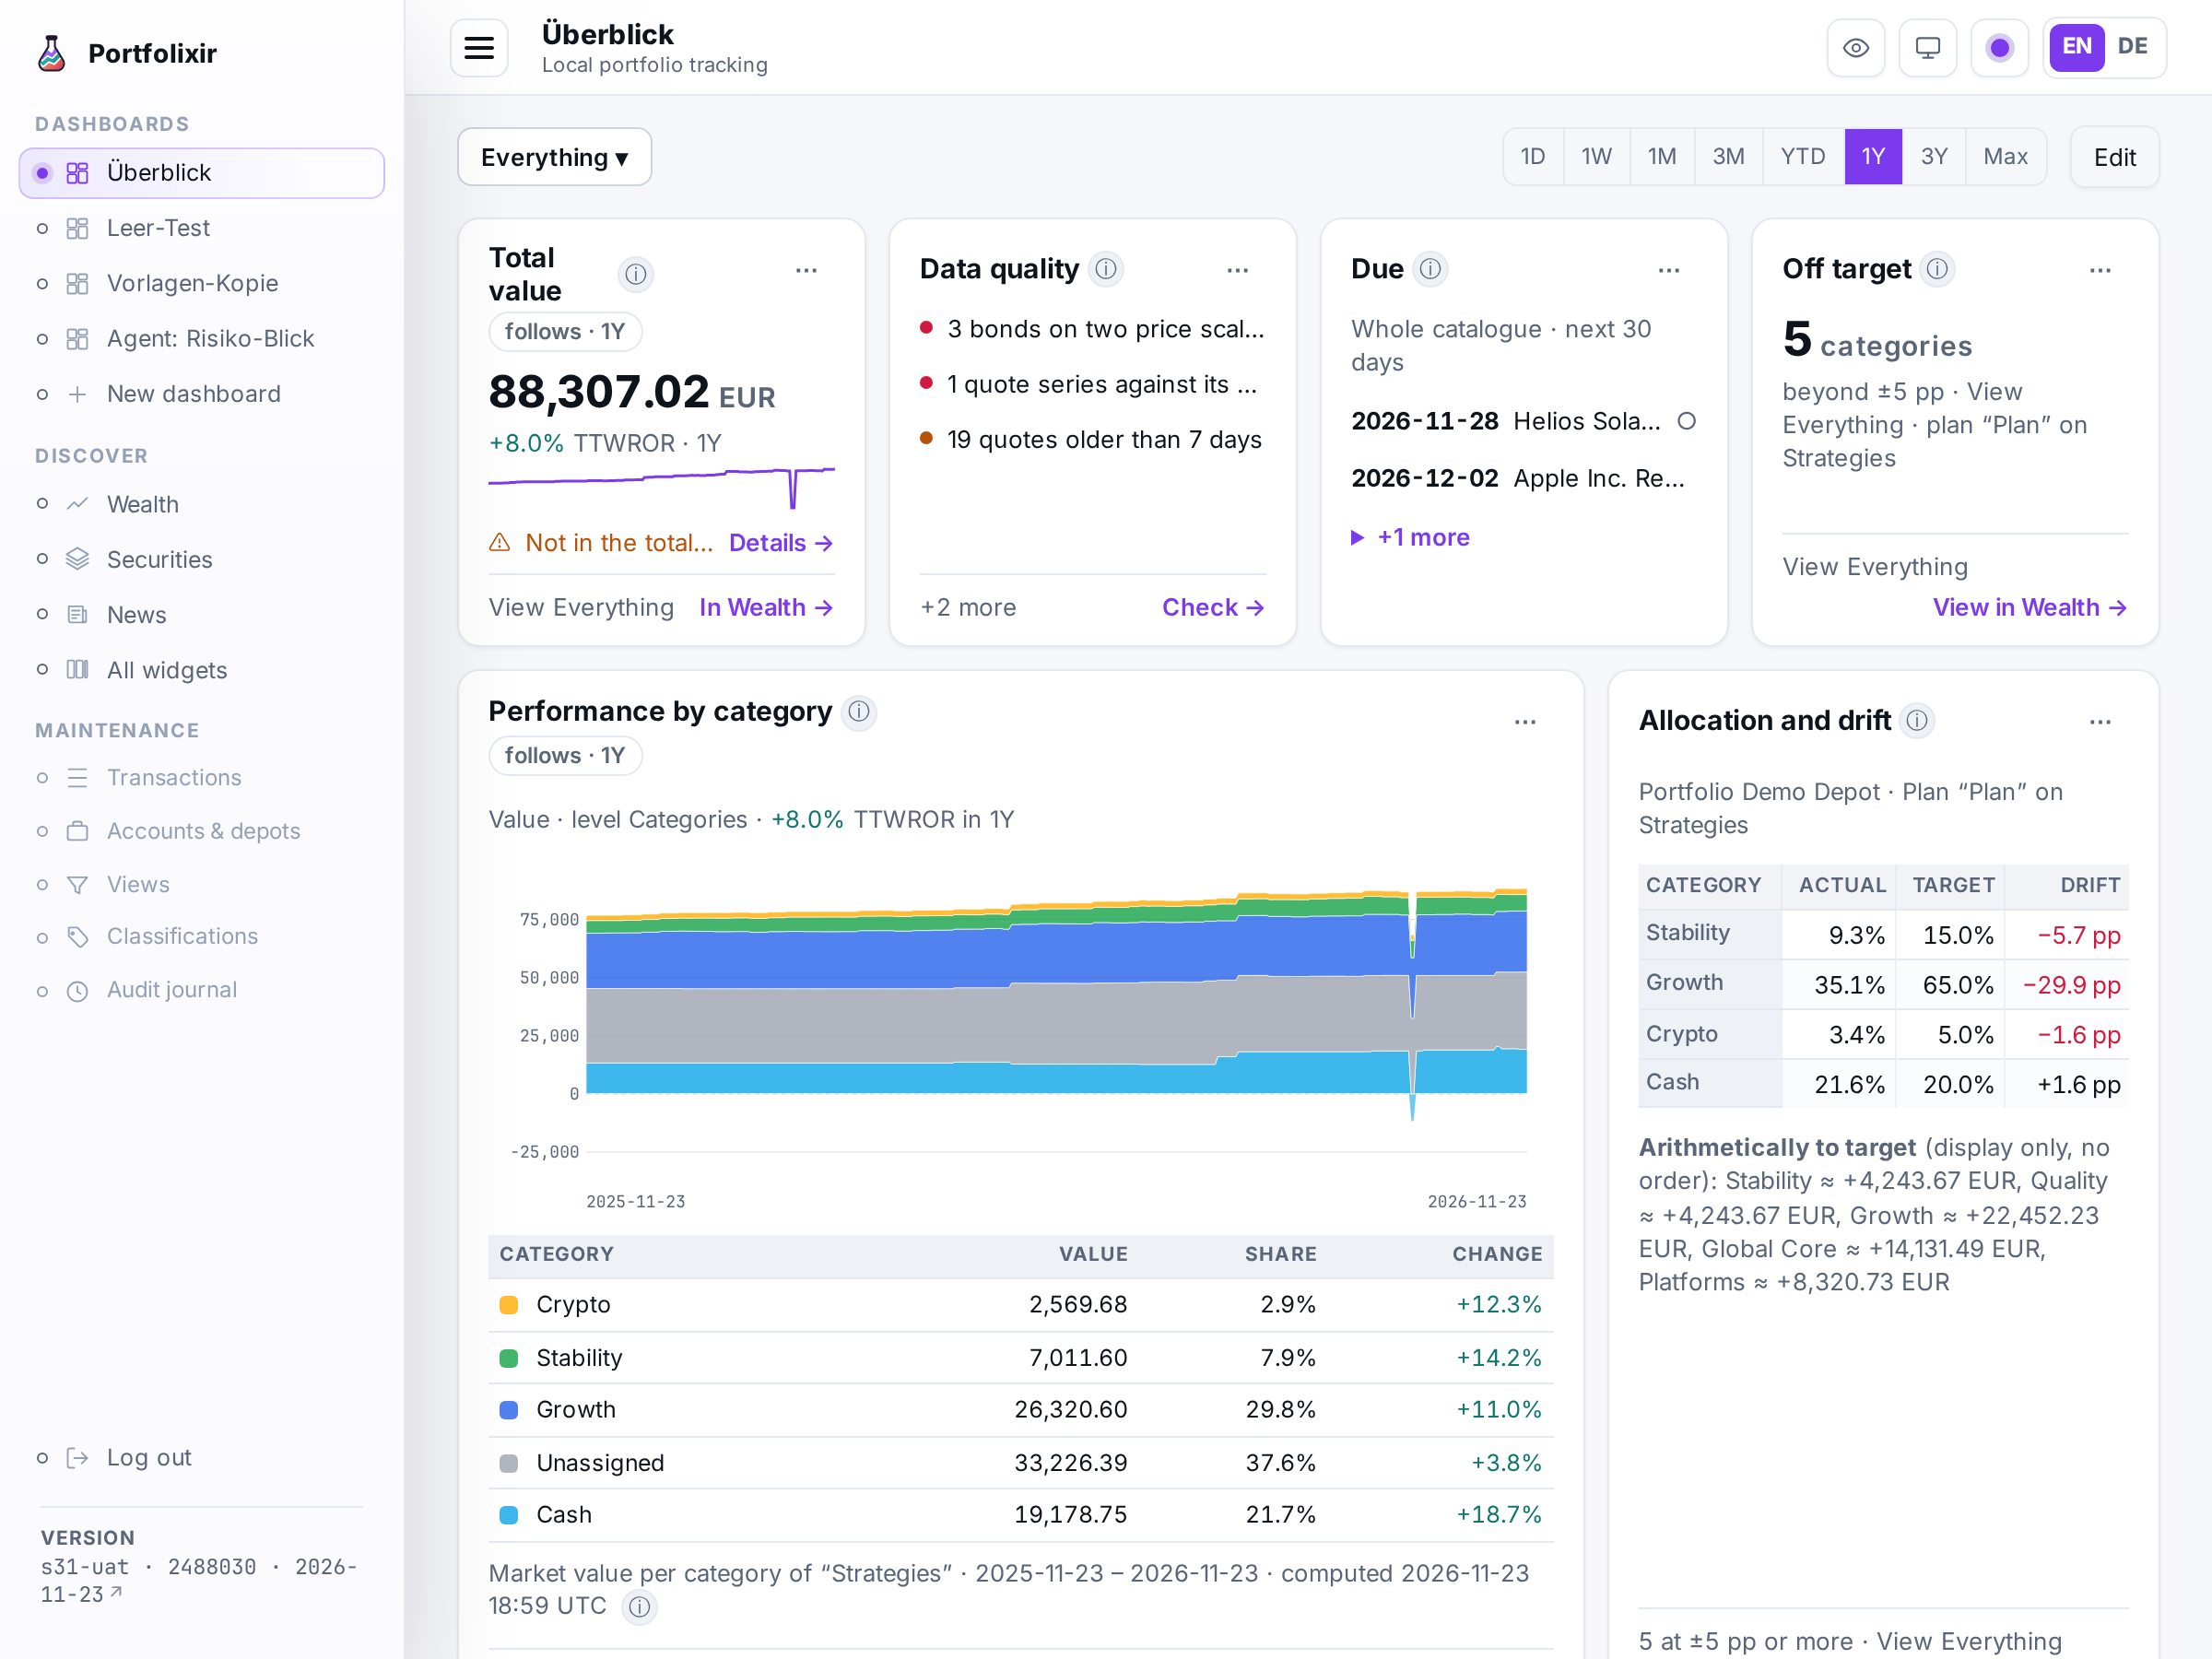 Portfolixir
DASHBOARDS
Überblick
Leer-Test
Vorlagen-Kopie
Agent: Risiko-Blick
New dashboard
DISCOVER
Wealth
Securities
News
All widgets
MAINTENANCE
Transactions
Accounts & depots
Views
Classifications
Audit journal
Log out
VERSION
s31-uat · 2488030 · 2026-
11-23↗
Überblick
Local portfolio tracking
EN DE
Everything ▾
1D 1W 1M 3M YTD 1Y 3Y Max
Edit
Total
value
follows · 1Y
88,307.02 EUR
+8.0% TTWROR · 1Y
Not in the total… Details →
View Everything In Wealth →
Data quality
3 bonds on two price scal…
1 quote series against its …
19 quotes older than 7 days
+2 more Check →
Due
Whole catalogue · next 30
days
2026-11-28 Helios Sola…
2026-12-02 Apple Inc. Re…
+1 more
Off target
5 categories
beyond ±5 pp · View
Everything · plan “Plan” on
Strategies
View Everything
View in Wealth →
Performance by category
follows · 1Y
Value · level Categories · +8.0% TTWROR in 1Y
75,000
50,000
25,000
0
-25,000
2025-11-23 2026-11-23
CATEGORY VALUE SHARE CHANGE
Crypto 2,569.68 2.9% +12.3%
Stability 7,011.60 7.9% +14.2%
Growth 26,320.60 29.8% +11.0%
Unassigned 33,226.39 37.6% +3.8%
Cash 19,178.75 21.7% +18.7%
Market value per category of “Strategies” · 2025-11-23 – 2026-11-23 · computed 2026-11-23
18:59 UTC
Allocation and drift
Portfolio Demo Depot · Plan “Plan” on
Strategies
CATEGORY ACTUAL TARGET DRIFT
Stability 9.3% 15.0% −5.7 pp
Growth 35.1% 65.0% −29.9 pp
Crypto 3.4% 5.0% −1.6 pp
Cash 21.6% 20.0% +1.6 pp
Arithmetically to target (display only, no
order): Stability ≈ +4,243.67 EUR, Quality
≈ +4,243.67 EUR, Growth ≈ +22,452.23
EUR, Global Core ≈ +14,131.49 EUR,
Platforms ≈ +8,320.73 EUR
5 at ±5 pp or more · View Everything